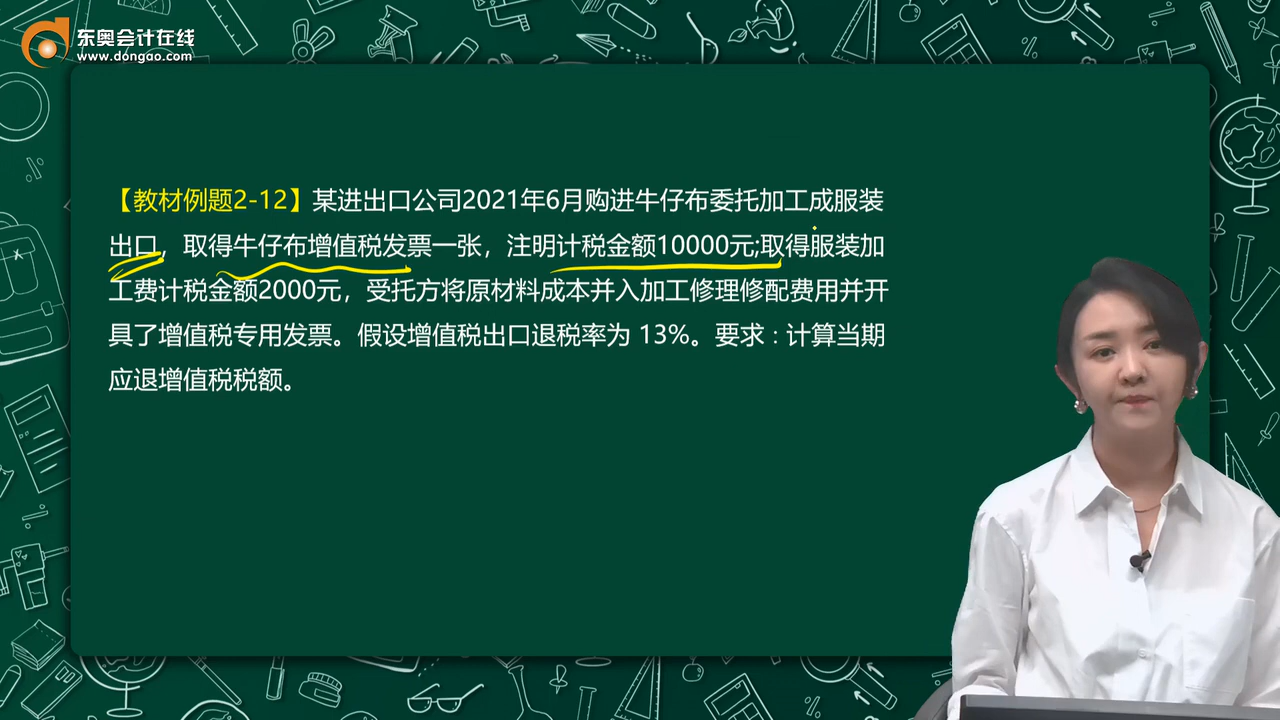 东奥会计在线
www.dongao.com
【教材例题2-12】某进出口公司2021年6月购进牛仔布委托加工成服装
出口，取得牛仔布增值税发票一张，注明计税金额10000元;取得服装加
工费计税金额2000元，受托方将原材料成本并入加工修理修配费用并开
具了增值税专用发票。假设增值税出口退税率为 13%。要求：计算当期
应退增值税税额。